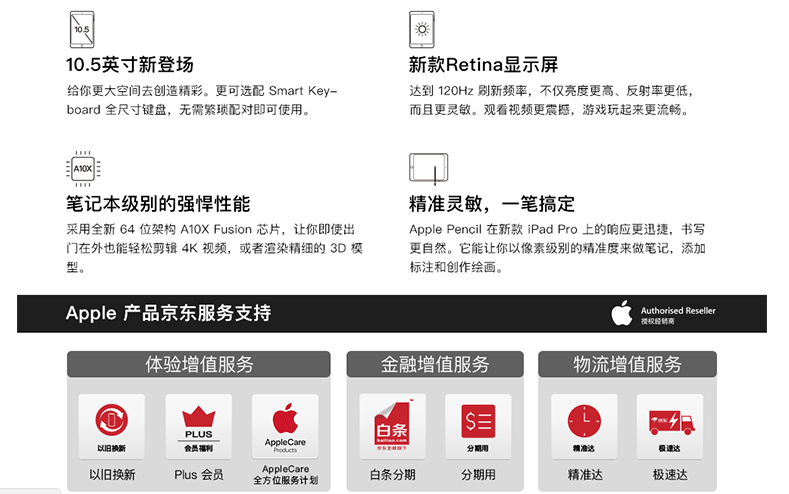 10.5
10.5英寸新登场
给你更大空间去创造精彩。更可选配 Smart Key-
board 全尺寸键盘，无需繁琐配对即可使用。
新款Retina显示屏
达到 120Hz 刷新频率，不仅亮度更高、反射率更低，
而且更灵敏。观看视频更震撼，游戏玩起来更流畅。
A10X
笔记本级别的强悍性能
采用全新 64 位架构 A10X Fusion 芯片，让你即使出
门在外也能轻松剪辑 4K 视频，或者渲染精细的 3D 模
型。
精准灵敏，一笔搞定
Apple Pencil 在新款 iPad Pro 上的响应更迅捷，书写
更自然。它能让你以像素级别的精准度来做笔记，添加
标注和创作绘画。
Apple 产品京东服务支持
Authorised Reseller
授权经销商
体验增值服务
以旧换新
以旧换新
PLUS
会员福利
Plus 会员
AppleCare
Products
AppleCare
全方位服务计划
金融增值服务
白条
baitiao.com
京东金融旗下
白条分期
分期用
分期用
物流增值服务
精准达
精准达
京东
极速达
极速达